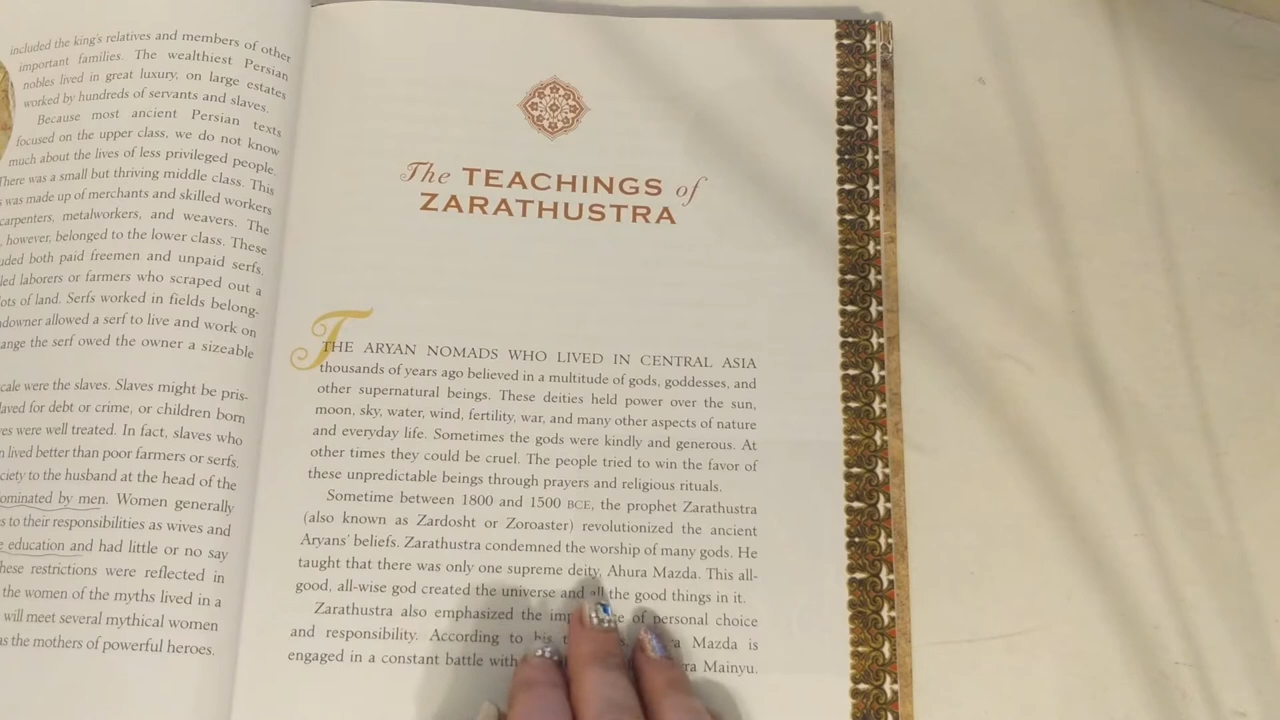 included the king's relatives and members of other
important families. The wealthiest Persian
nobles lived in great luxury, on large estates
worked by hundreds of servants and slaves.
Because most ancient Persian texts
focused on the upper class, we do not know
much about the lives of less privileged people.
There was a small but thriving middle class. This
was made up of merchants and skilled workers
carpenters, metalworkers, and weavers. The
, however, belonged to the lower class. These
both paid freemen and unpaid serfs.
laborers or farmers who scraped out a
of land. Serfs worked in fields belong-
allowed a serf to live and work on
the serf owed the owner a sizeable
were the slaves. Slaves might be pris-
for debt or crime, or children born
were well treated. In fact, slaves who
lived better than poor farmers or serfs.
to the husband at the head of the
by men. Women generally
to their responsibilities as wives and
education and had little or no say
these restrictions were reflected in
the women of the myths lived in a
will meet several mythical women
as the mothers of powerful heroes.
The TEACHINGS of
ZARATHUSTRA
THE ARYAN NOMADS WHO LIVED IN CENTRAL ASIA
thousands of years ago believed in a multitude of gods, goddesses, and
other supernatural beings. These deities held power over the sun,
moon, sky, water, wind, fertility, war, and many other aspects of nature
and everyday life. Sometimes the gods were kindly and generous. At
other times they could be cruel. The people tried to win the favor of
these unpredictable beings through prayers and religious rituals.
Sometime between 1800 and 1500 BCE, the prophet Zarathustra
(also known as Zardosht or Zoroaster) revolutionized the ancient
Aryans' beliefs. Zarathustra condemned the worship of many gods. He
taught that there was only one supreme deity, Ahura Mazda. This all-
good, all-wise god created the universe and all the good things in it.
Zarathustra also emphasized the of personal choice
and responsibility. According to his Mazda is
engaged in a constant battle with Mainyu.